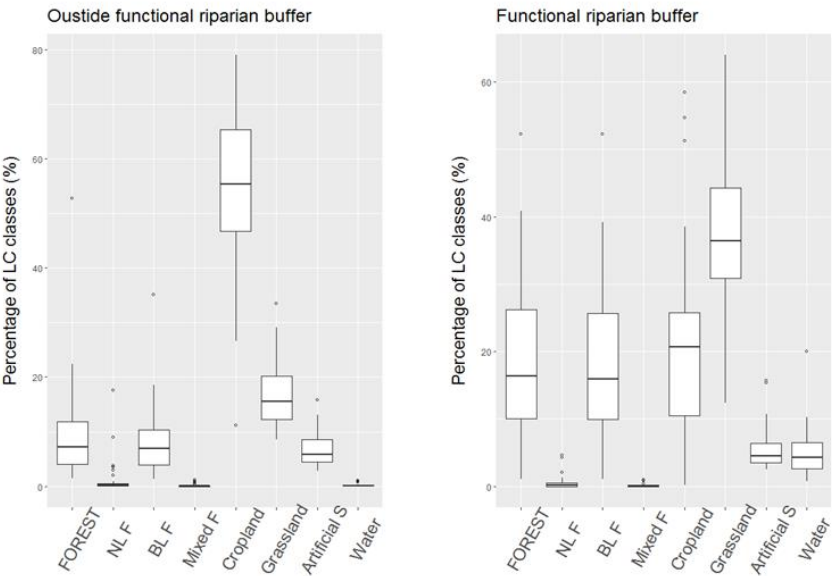 Oustide functional riparian buffer
Percentage of LC classes (%)
80
60
40
20
0
FOREST
NL F
BL F
Mixed F
Cropland
Grassland
Artificial S
Water
Functional riparian buffer
Percentage of LC classes (%)
60
40
20
0
FOREST
NL F
BL F
Mixed F
Cropland
Grassland
Artificial S
Water